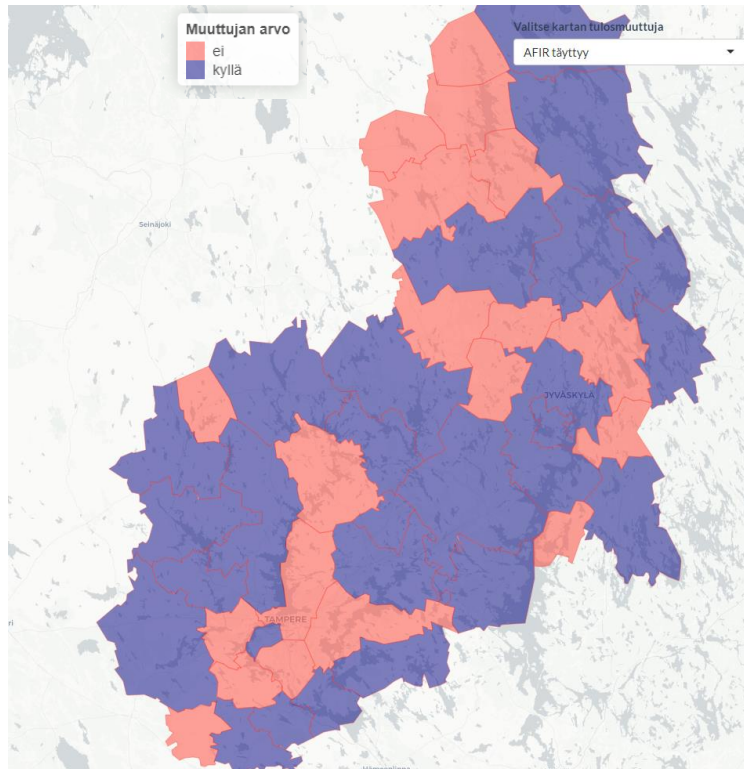 Muuttujan arvo
ei
kyllä
Valitse kartan tulosmuuttuja
AFIR täyttyy
Seinäjoki
JYVÄSKYLÄ
TAMPERE